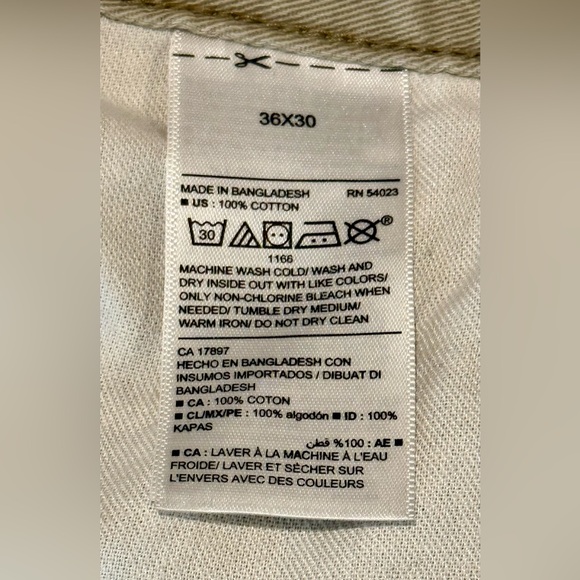 36X30
MADE IN BANGLADESH RN 54023
■ US : 100% COTTON
30 ®
1166
MACHINE WASH COLD/ WASH AND
DRY INSIDE OUT WITH LIKE COLORS/
ONLY NON-CHLORINE BLEACH WHEN
NEEDED/ TUMBLE DRY MEDIUM/
WARM IRON/ DO NOT DRY CLEAN
CA 17897
HECHO EN BANGLADESH CON
INSUMOS IMPORTADOS / DIBUAT DI
BANGLADESH
■ CA : 100% COTON
■ CL/MX/PE : 100% algodón ■ ID : 100%
KAPAS
■ AE : 100% قطن
■ CA : LAVER À LA MACHINE À L'EAU
FROIDE/ LAVER ET SÉCHER SUR
L'ENVERS AVEC DES COULEURS